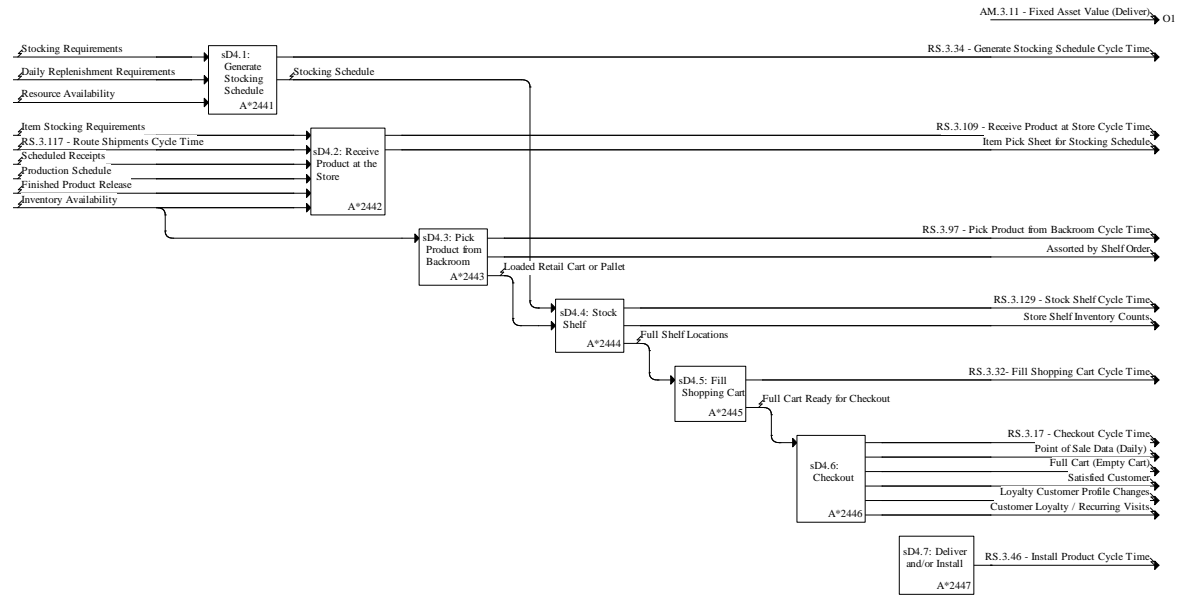 AM.3.11 - Fixed Asset Value (Deliver)
O1
Stocking Requirements
Daily Replenishment Requirements
Resource Availability
sD4.1:
Generate
Stocking
Schedule
A*2441
Stocking Schedule
RS.3.34 - Generate Stocking Schedule Cycle Time
Item Stocking Requirements
RS.3.117 - Route Shipments Cycle Time
Scheduled Receipts
Production Schedule
Finished Product Release
Inventory Availability
sD4.2: Receive
Product at the
Store
A*2442
RS.3.109 - Receive Product at Store Cycle Time
Item Pick Sheet for Stocking Schedule
sD4.3: Pick
Product from
Backroom
A*2443
RS.3.97 - Pick Product from Backroom Cycle Time
Assorted by Shelf Order
Loaded Retail Cart or Pallet
sD4.4: Stock
Shelf
A*2444
RS.3.129 - Stock Shelf Cycle Time
Store Shelf Inventory Counts
Full Shelf Locations
sD4.5: Fill
Shopping Cart
A*2445
RS.3.32- Fill Shopping Cart Cycle Time
Full Cart Ready for Checkout
sD4.6:
Checkout
A*2446
RS.3.17 - Checkout Cycle Time
Point of Sale Data (Daily)
Full Cart (Empty Cart)
Satisfied Customer
Loyalty Customer Profile Changes
Customer Loyalty / Recurring Visits
sD4.7: Deliver
and/or Install
A*2447
RS.3.46 - Install Product Cycle Time